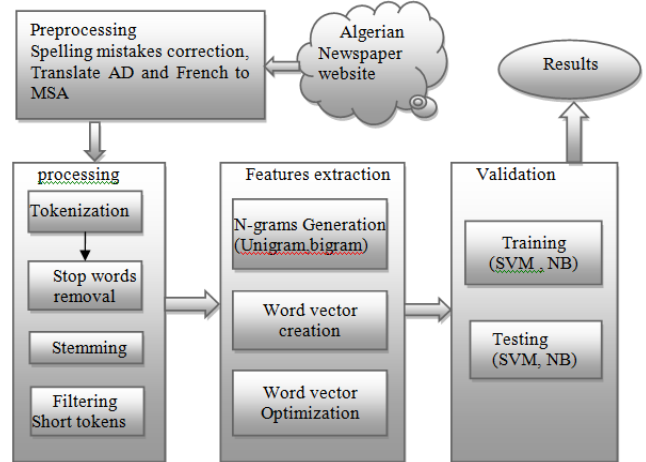 Preprocessing
Spelling mistakes correction,
Translate AD and French to
MSA
Algerian
Newspaper
website
Results
processing
Tokenization
Stop words
removal
Stemming
Filtering
Short tokens
Features extraction
N-grams Generation
(Unigram,bigram)
Word vector
creation
Word vector
Optimization
Validation
Training
(SVM , NB)
Testing
(SVM, NB)